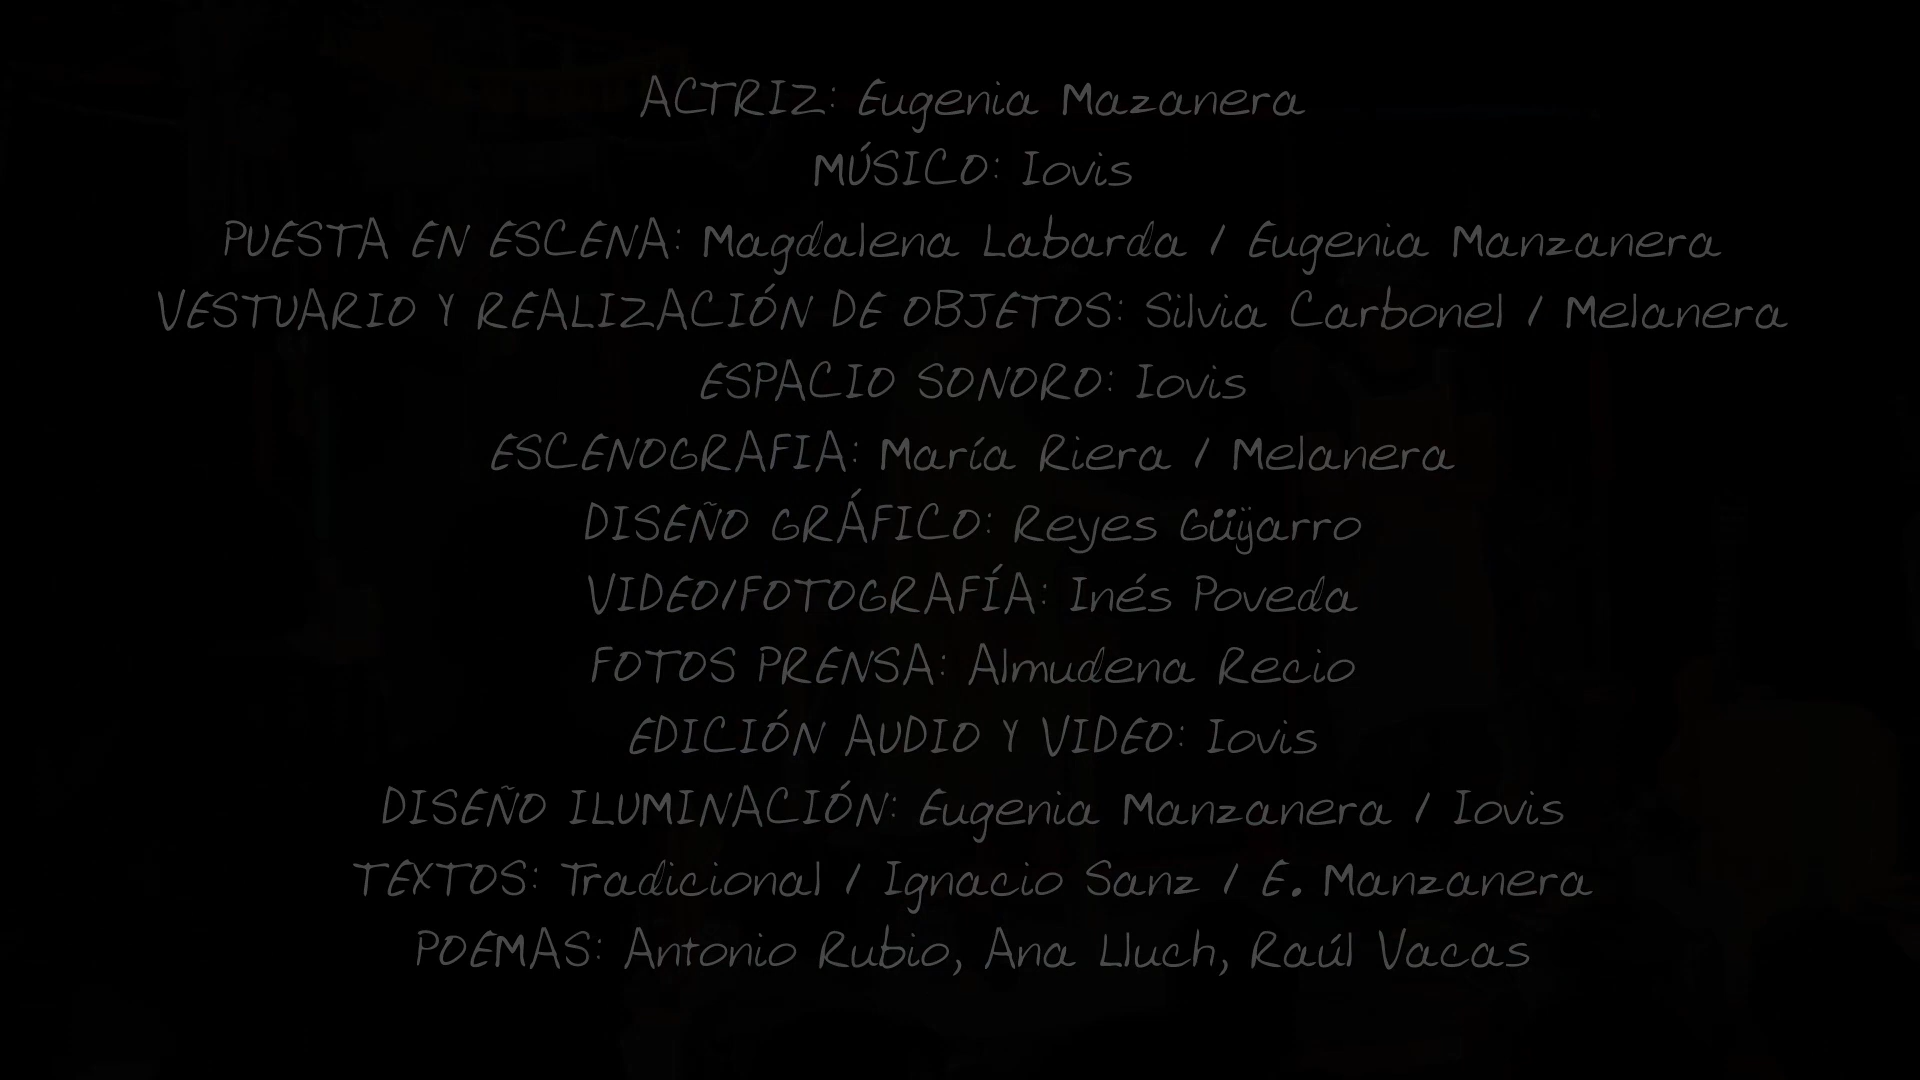 ACTRIZ: Eugenia Mazanera
MÚSICO: Iovis
PUESTA EN ESCENA: Magdalena Labarda / Eugenia Manzanera
VESTUARIO Y REALIZACIÓN DE OBJETOS: Silvia Carbonel / Melanera
ESPACIO SONORO: Iovis
ESCENOGRAFIA: María Riera / Melanera
DISEÑO GRÁFICO: Reyes Güÿarro
VIDEO/FOTOGRAFÍA: Inés Poveda
FOTOS PRENSA: Almudena Recio
EDICIÓN AUDIO Y VIDEO: Iovis
DISEÑO ILUMINACIÓN: Eugenia Manzanera / Iovis
TEXTOS: Tradicional / Ignacio Sanz / E. Manzanera
POEMAS: Antonio Rubio, Ana Lluch, Raúl Vacas